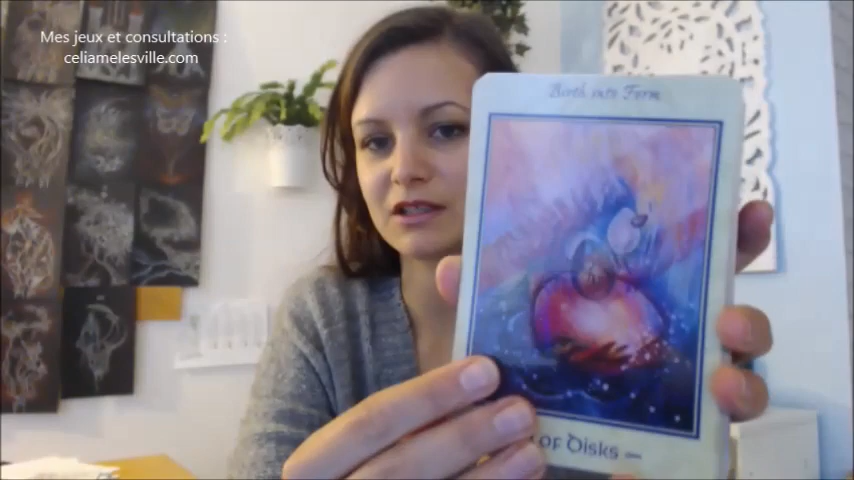 Mes jeux et consultations :
celiamelesville.com
Birth into Form
of Disks